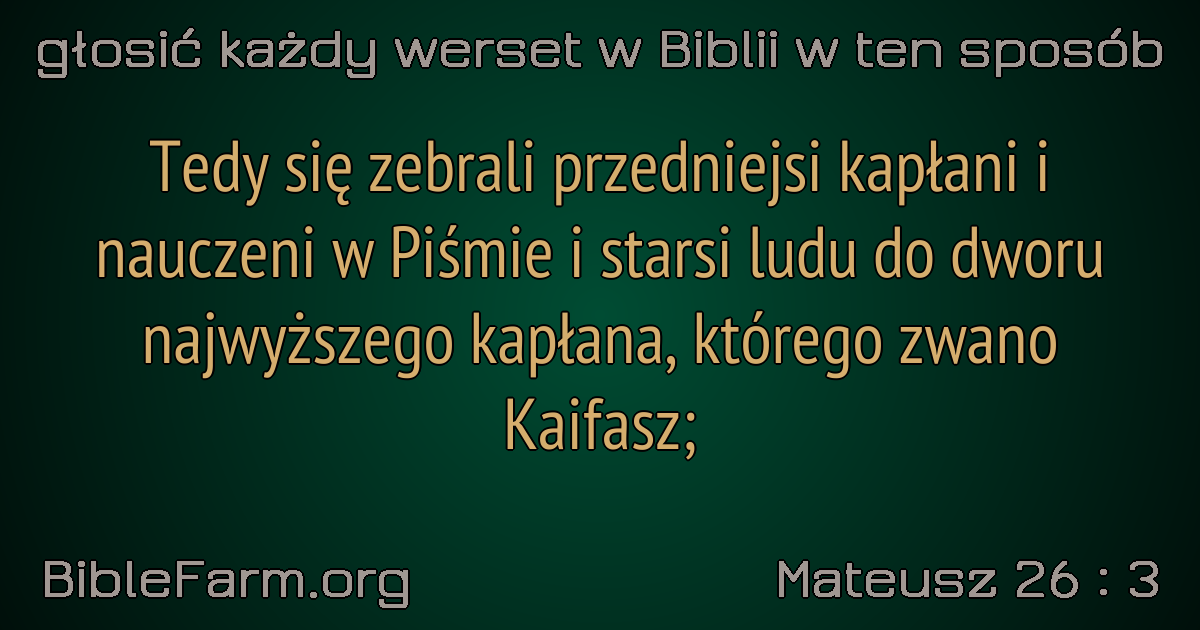 głosić każdy werset w Biblii w ten sposób
Tedy się zebrali przedniejsi kapłani i
nauczeni w Piśmie i starsi ludu do dworu
najwyższego kapłana, którego zwano
Kaifasz;
BibleFarm.org
Mateusz 26 : 3